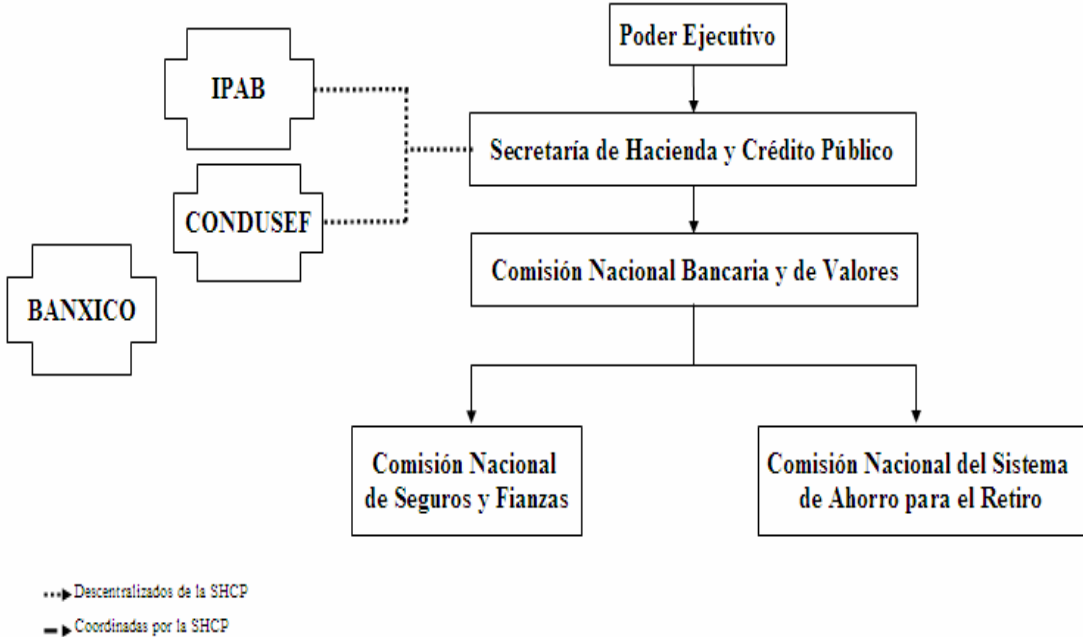 Poder Ejecutivo
IPAB
Secretaría de Hacienda y Crédito Público
CONDUSEF
BANXICO
Comisión Nacional Bancaria y de Valores
Comisión Nacional
de Seguros y Fianzas
Comisión Nacional del Sistema
de Ahorro para el Retiro
Descentralizados de la SHCP
Coordinadas por la SHCP